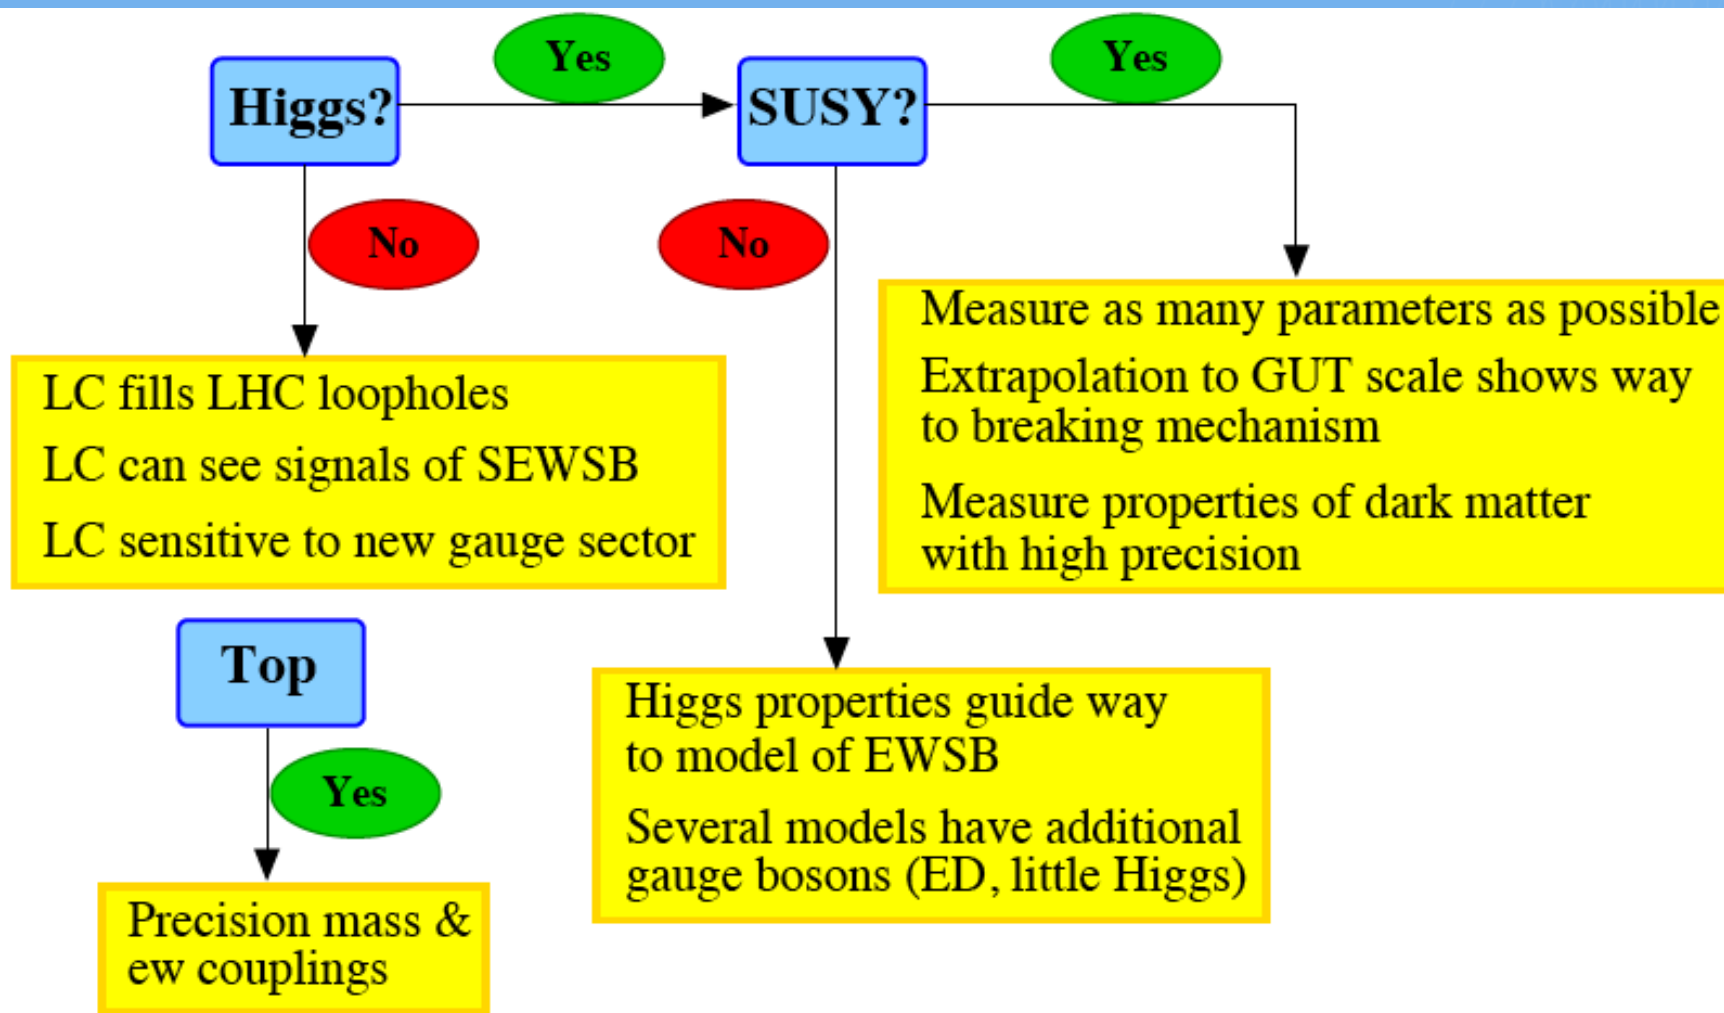 Higgs?
Yes
SUSY?
Yes
No
No
LC fills LHC loopholes
LC can see signals of SEWSB
LC sensitive to new gauge sector
Measure as many parameters as possible
Extrapolation to GUT scale shows way
to breaking mechanism
Measure properties of dark matter
with high precision
Top
Yes
Precision mass &
ew couplings
Higgs properties guide way
to model of EWSB
Several models have additional
gauge bosons (ED, little Higgs)